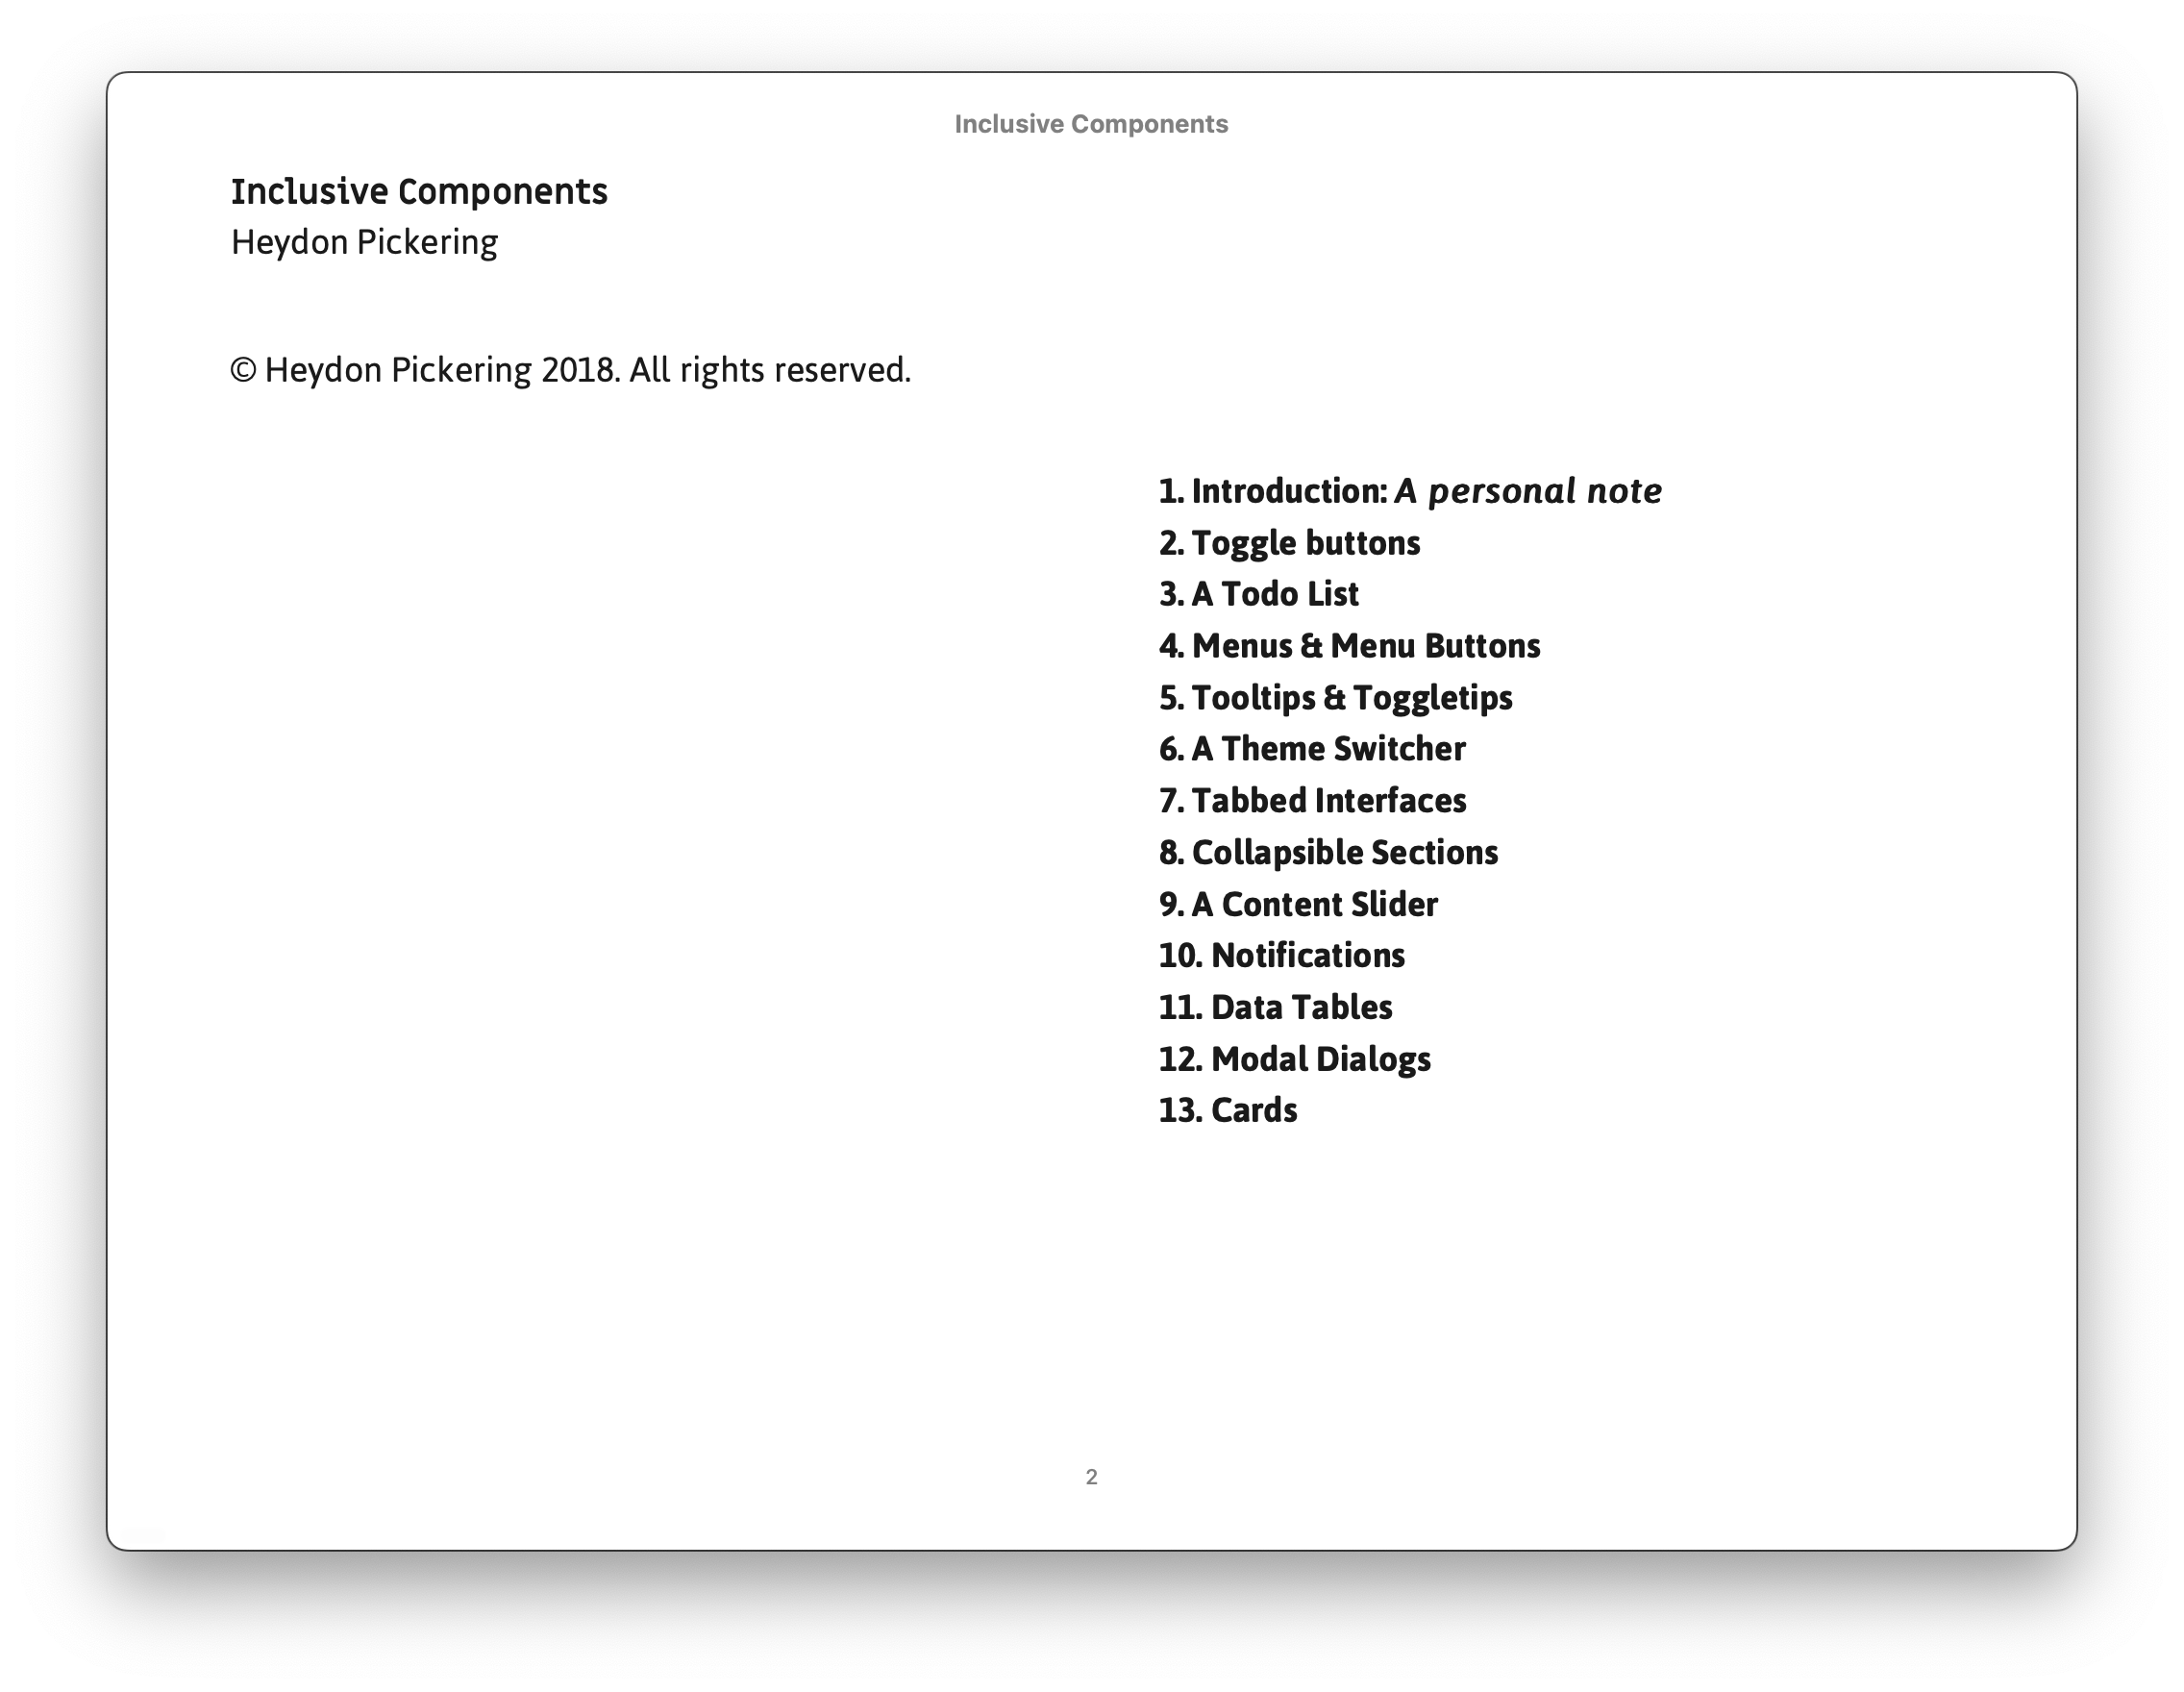 Inclusive Components
Inclusive Components
Heydon Pickering
© Heydon Pickering 2018. All rights reserved.
1. Introduction: A personal note
2. Toggle buttons
3. A Todo List
4. Menus & Menu Buttons
5. Tooltips & Toggletips
6. A Theme Switcher
7. Tabbed Interfaces
8. Collapsible Sections
9. A Content Slider
10. Notifications
11. Data Tables
12. Modal Dialogs
13. Cards
2